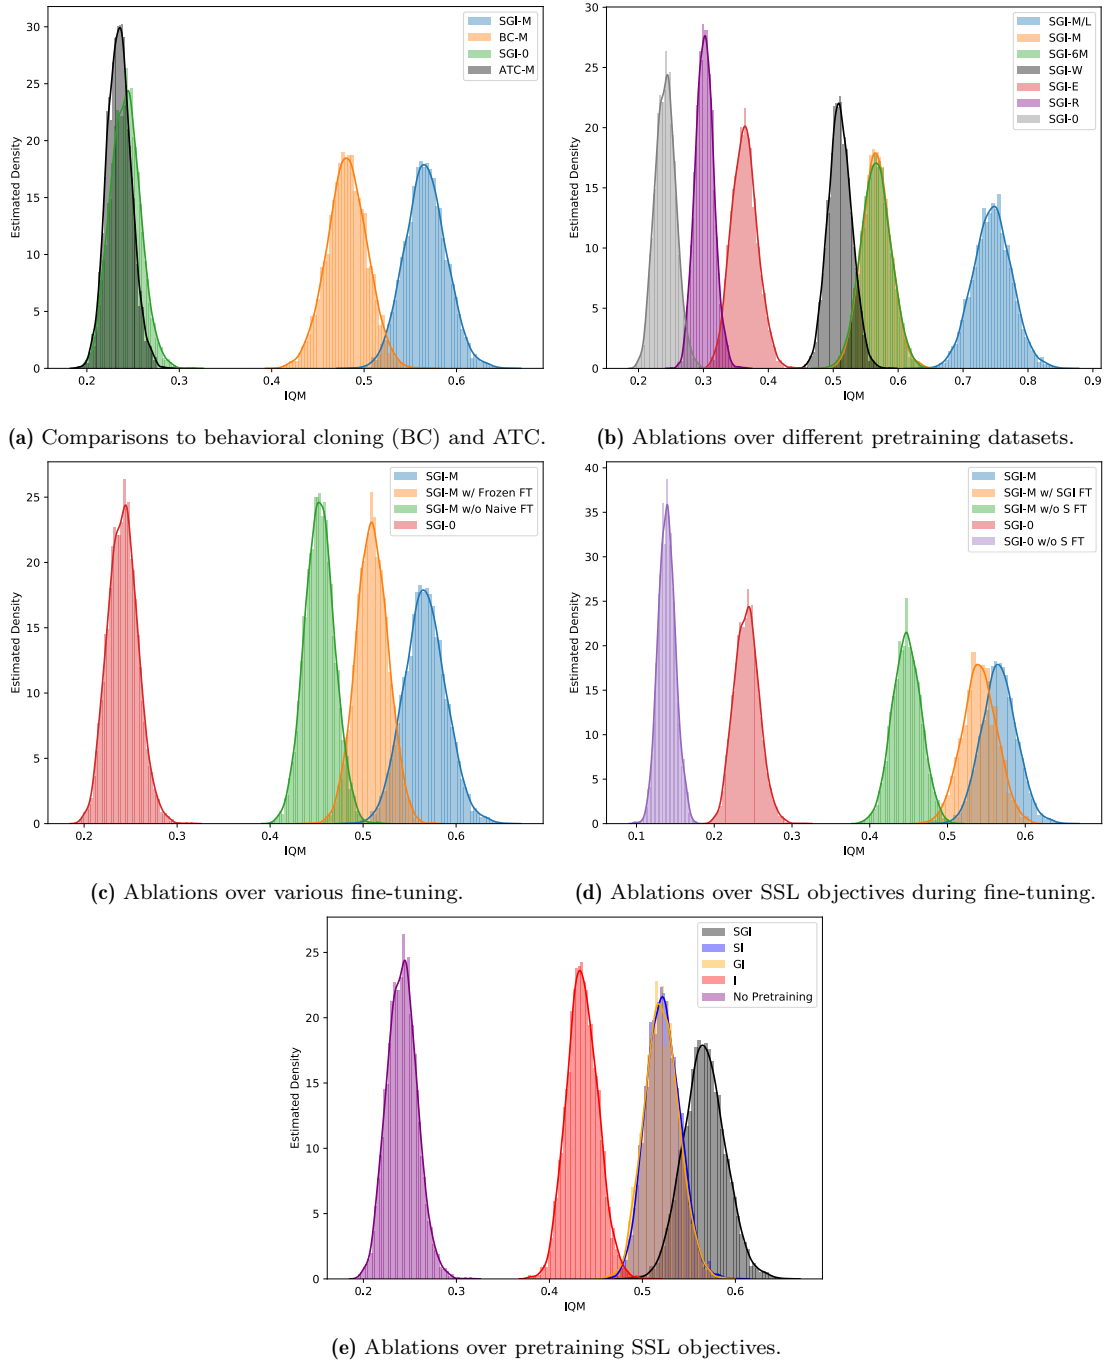 30
25
20
15
10
5
0
Estimated Density
0.2
0.3
0.4
0.5
0.6
IQM
SGI-M
BC-M
SGI-0
ATC-M
(a) Comparisons to behavioral cloning (BC) and ATC.
30
25
20
15
10
5
0
Estimated Density
0.2
0.3
0.4
0.5
0.6
0.7
0.8
0.9
IQM
SGI-M/L
SGI-M
SGI-6M
SGI-W
SGI-E
SGI-R
SGI-0
(b) Ablations over different pretraining datasets.
25
20
15
10
5
0
Estimated Density
0.2
0.3
0.4
0.5
0.6
IQM
SGI-M
SGI-M w/ Frozen FT
SGI-M w/o Naive FT
SGI-0
(c) Ablations over various fine-tuning.
40
35
30
25
20
15
10
5
0
Estimated Density
0.1
0.2
0.3
0.4
0.5
0.6
IQM
SGI-M
SGI-M w/ SGI FT
SGI-M w/o S FT
SGI-0
SGI-0 w/o S FT
(d) Ablations over SSL objectives during fine-tuning.
25
20
15
10
5
0
Estimated Density
0.2
0.3
0.4
0.5
0.6
IQM
SGI
SI
GI
I
No Pretraining
(e) Ablations over pretraining SSL objectives.